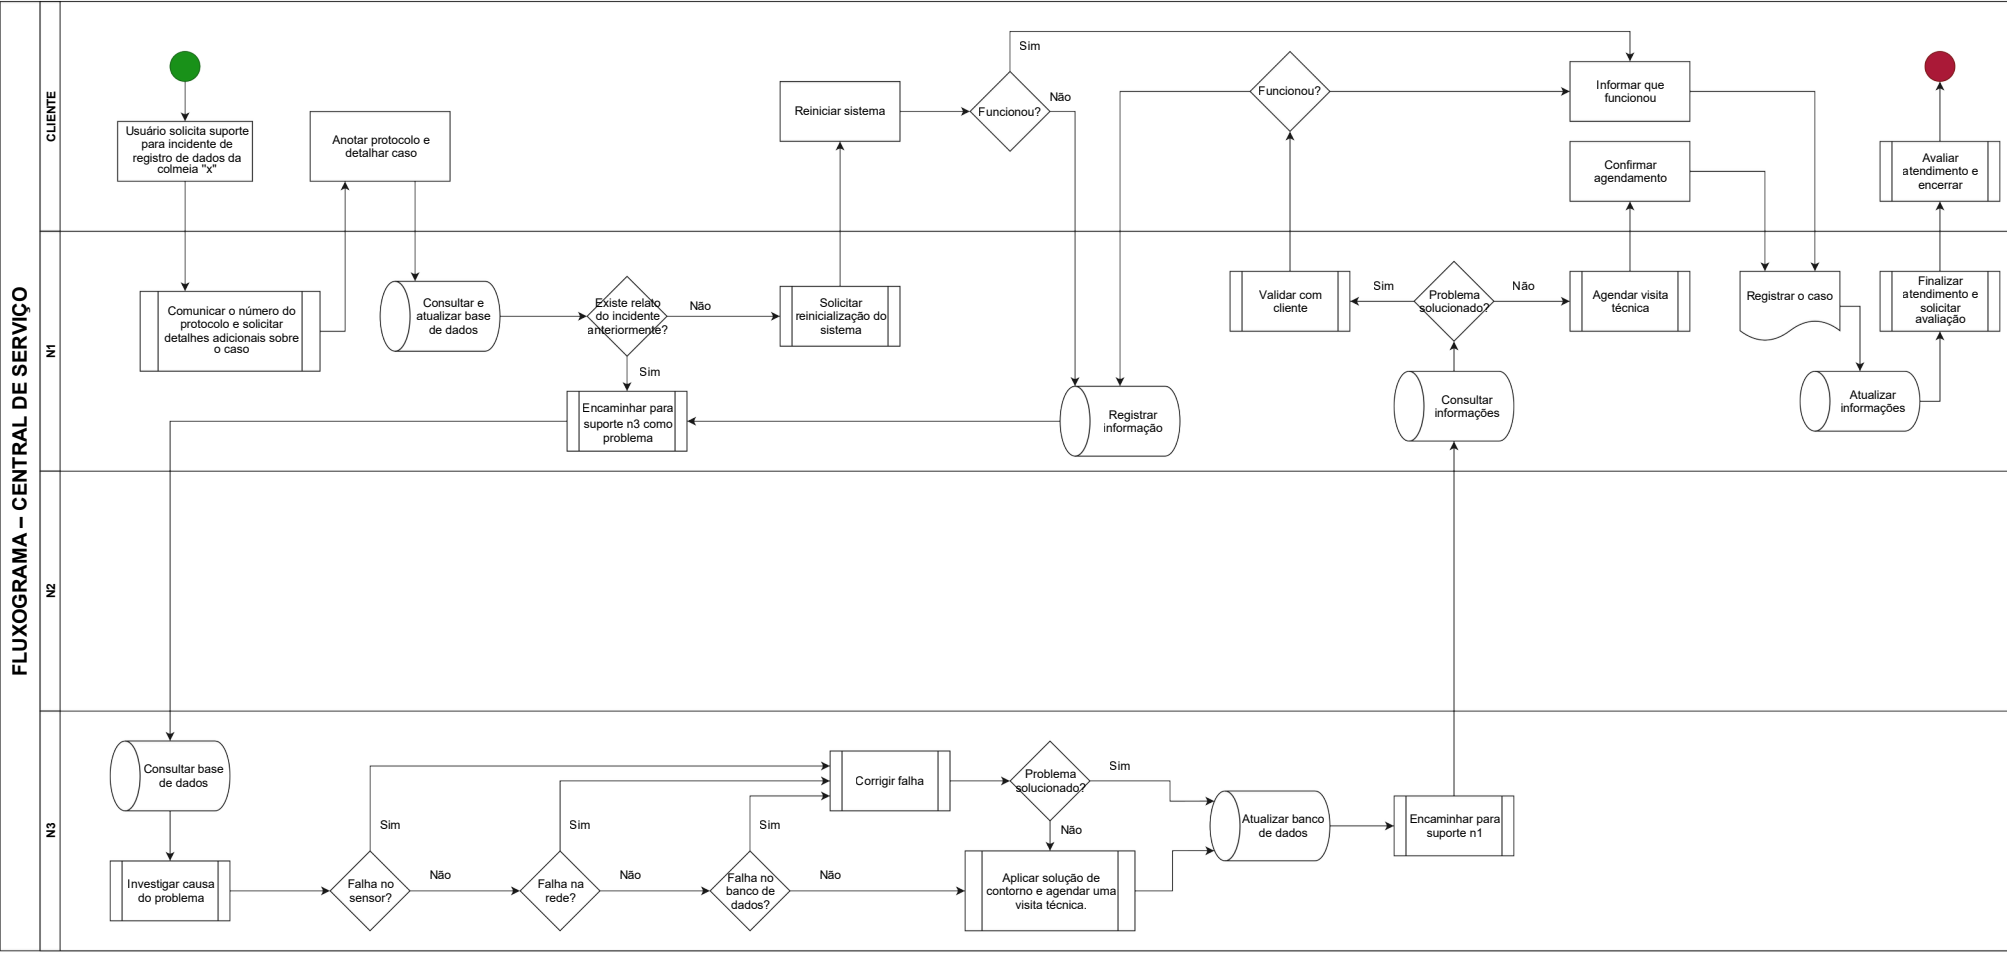 FLUXOGRAMA – CENTRAL DE SERVIÇO
CLIENTE
Usuário solicita suporte
para incidente de
registro de dados da
colmeia "x"
Anotar protocolo e
detalhar caso
Reiniciar sistema
Funcionou?
Sim
Não
Funcionou?
Informar que
funcionou
Confirmar
agendamento
Avaliar
atendimento e
encerrar
N1
Comunicar o número do
protocolo e solicitar
detalhes adicionais sobre
o caso
Consultar e
atualizar base
de dados
Existe relato
do incidente
anteriormente?
Não
Sim
Solicitar
reinicialização do
sistema
Encaminhar para
suporte n3 como
problema
Registrar
informação
Validar com
cliente
Sim
Problema
solucionado?
Não
Agendar visita
técnica
Consultar
informações
Registrar o caso
Atualizar
informações
Finalizar
atendimento e
solicitar
avaliação
N2
N3
Consultar base
de dados
Investigar causa
do problema
Falha no
sensor?
Sim
Não
Falha na
rede?
Sim
Não
Falha no
banco de
dados?
Sim
Não
Corrigir falha
Problema
solucionado?
Sim
Não
Aplicar solução de
contorno e agendar uma
visita técnica.
Atualizar banco
de dados
Encaminhar para
suporte n1